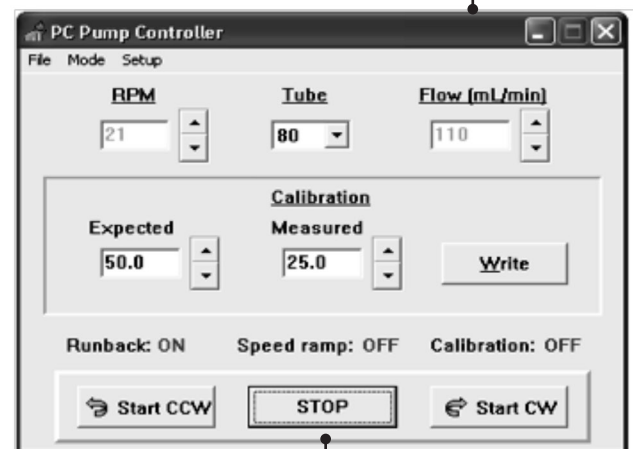 PC Pump Controller
File Mode Setup
RPM Tube Flow (mL/min)
21 80 110
Calibration
Expected Measured
50.0 25.0 Write
Runback: ON Speed ramp: OFF Calibration: OFF
Start CCW STOP Start CW